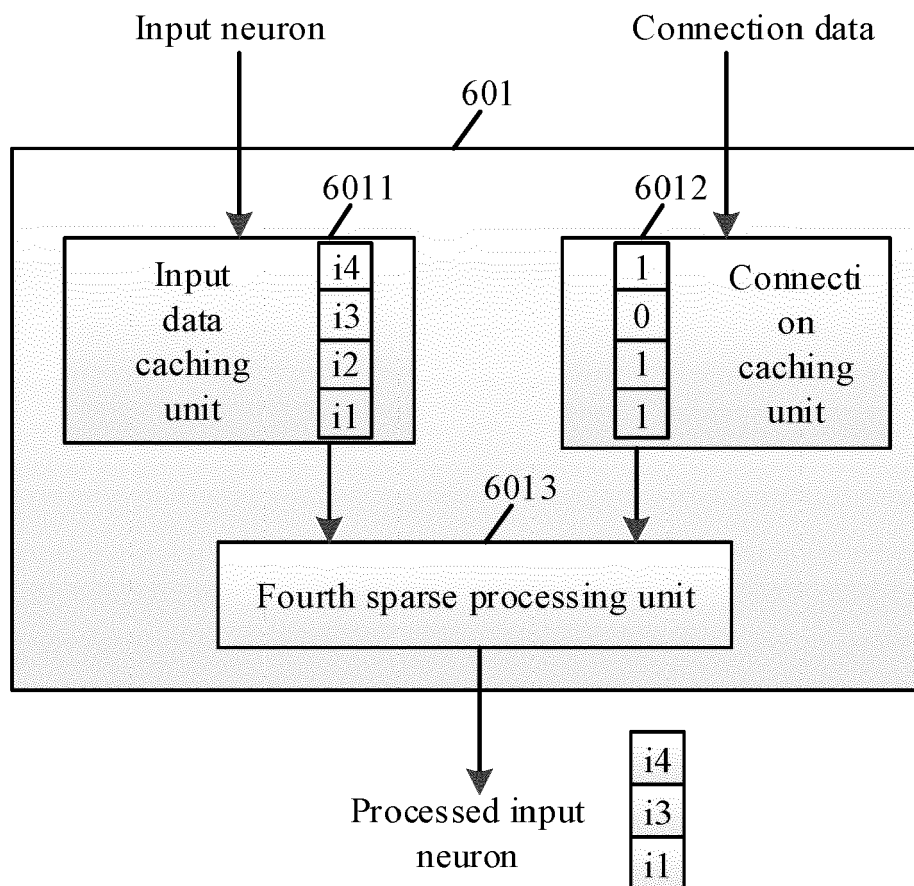 Input neuron
Connection data
601
6011
6012
Input
data
caching
unit
i4
i3
i2
i1
1
0
1
1
Connecti
on
caching
unit
6013
Fourth sparse processing unit
Processed input
neuron
i4
i3
i1